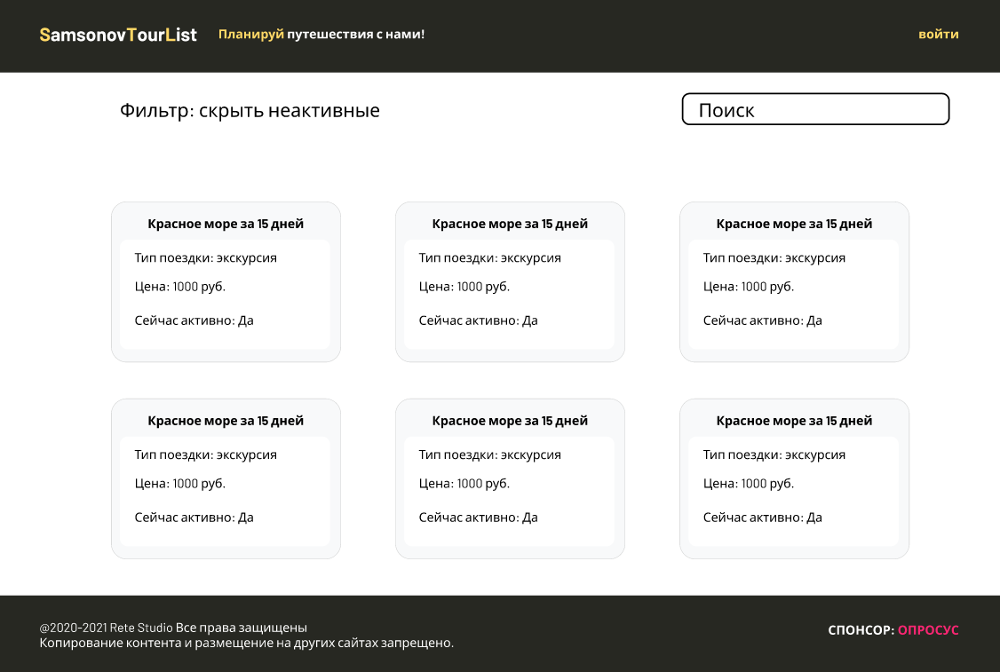 SamsonovTourList Планируй путешествия с нами! войти
Фильтр: скрыть неактивные Поиск
Красное море за 15 дней
Тип поездки: экскурсия
Цена: 1000 руб.
Сейчас активно: Да
Красное море за 15 дней
Тип поездки: экскурсия
Цена: 1000 руб.
Сейчас активно: Да
Красное море за 15 дней
Тип поездки: экскурсия
Цена: 1000 руб.
Сейчас активно: Да
Красное море за 15 дней
Тип поездки: экскурсия
Цена: 1000 руб.
Сейчас активно: Да
Красное море за 15 дней
Тип поездки: экскурсия
Цена: 1000 руб.
Сейчас активно: Да
Красное море за 15 дней
Тип поездки: экскурсия
Цена: 1000 руб.
Сейчас активно: Да
@2020-2021 Rete Studio Все права защищены
Копирование контента и размещение на других сайтах запрещено.
СПОНСОР: ОПРОСУС